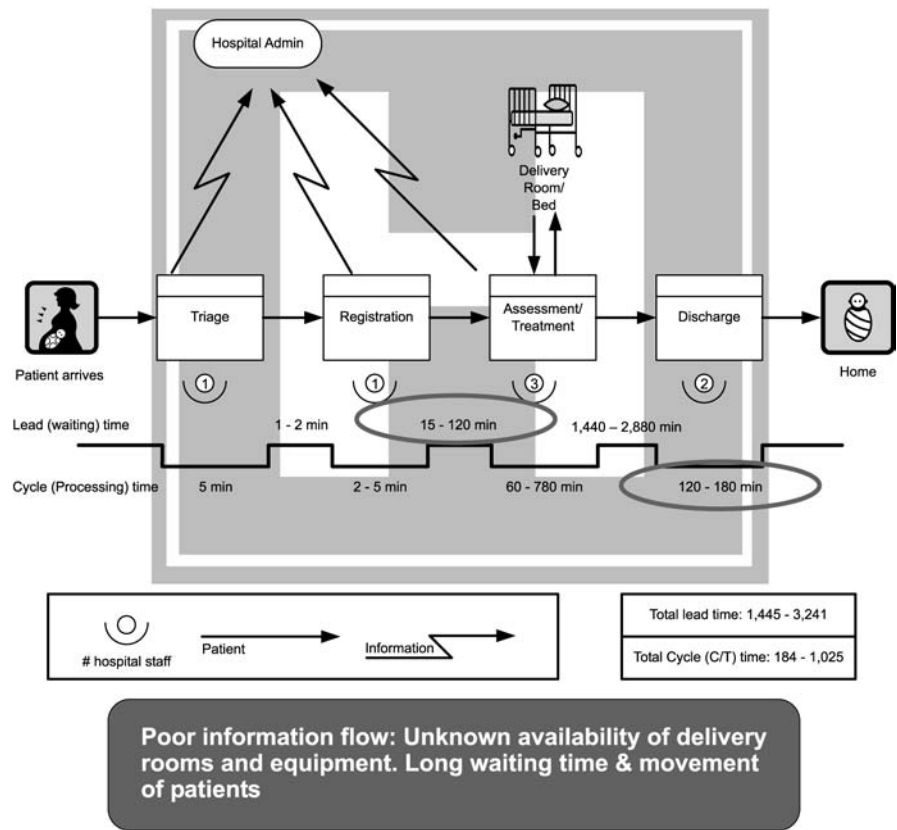 Hospital Admin
Delivery
Room/
Bed
Triage
Registration
Assessment/
Treatment
Discharge
Patient arrives
1
1
3
2
Home
Lead (waiting) time
1 - 2 min
15 - 120 min
1,440 – 2,880 min
Cycle (Processing) time
5 min
2 - 5 min
60 - 780 min
120 - 180 min
# hospital staff
Patient
Information
Total lead time: 1,445 - 3,241
Total Cycle (C/T) time: 184 - 1,025
Poor information flow: Unknown availability of delivery
rooms and equipment. Long waiting time & movement
of patients